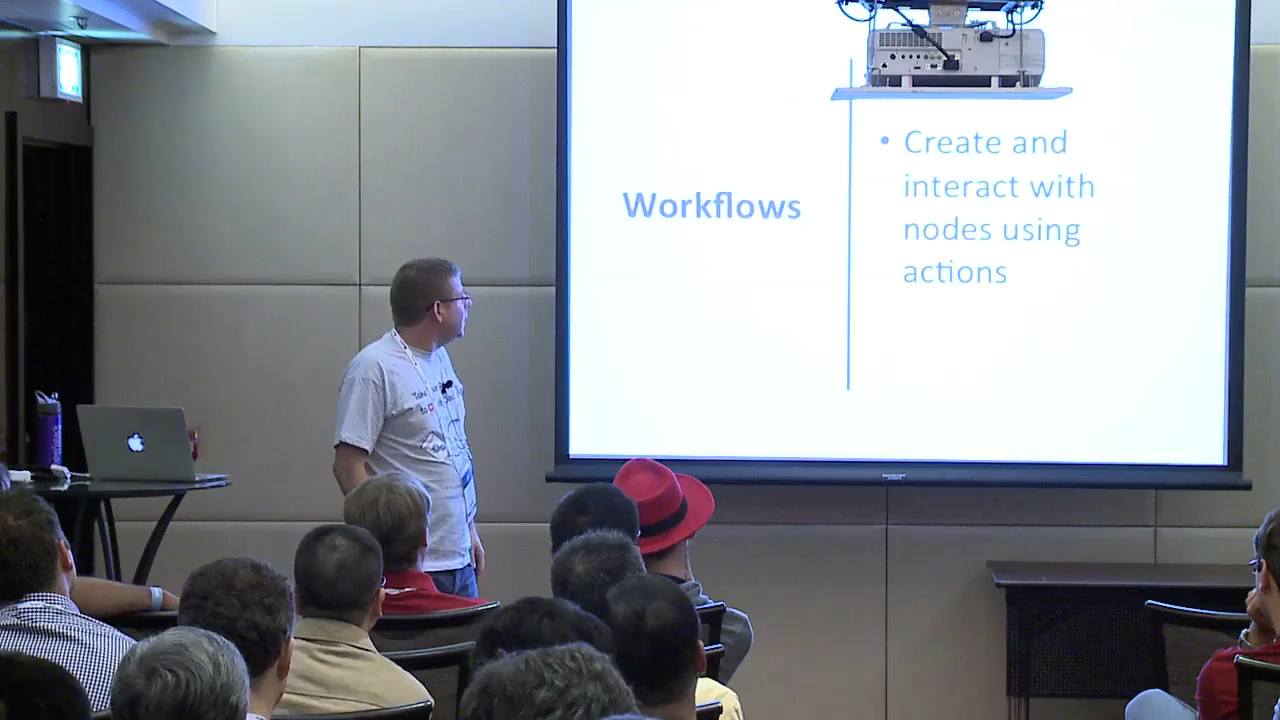 Workflows
• Create and
interact with
nodes using
actions